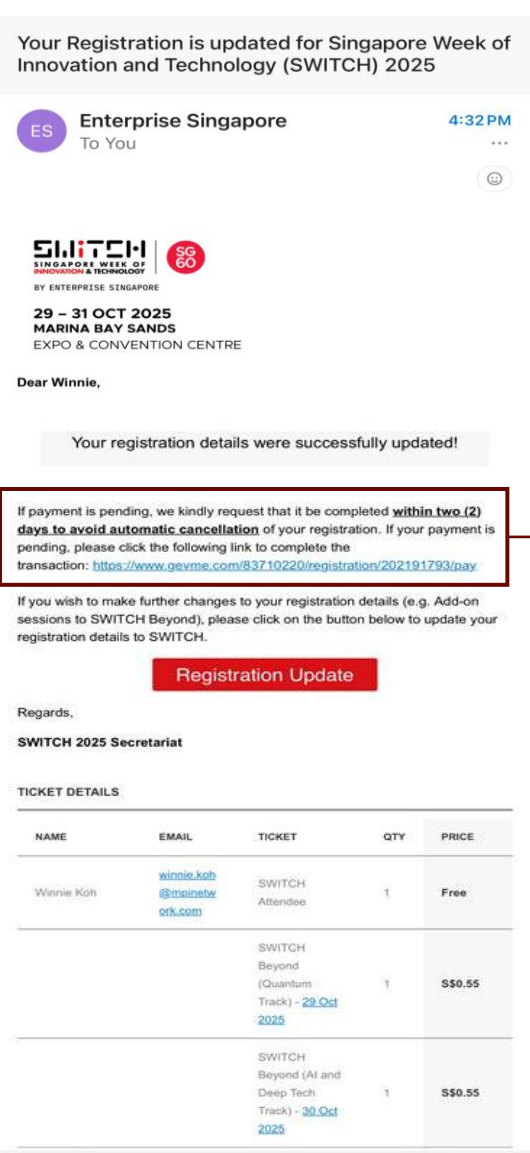 Your Registration is updated for Singapore Week of
Innovation and Technology (SWITCH) 2025
ES
Enterprise Singapore
4:32 PM
To You
SWITCH
SINGAPORE WEEK OF
INNOVATION & TECHNOLOGY
SG
60
BY ENTERPRISE SINGAPORE
29 – 31 OCT 2025
MARINA BAY SANDS
EXPO & CONVENTION CENTRE
Dear Winnie,
Your registration details were successfully updated!
If payment is pending, we kindly request that it be completed within two (2)
days to avoid automatic cancellation of your registration. If your payment is
pending, please click the following link to complete the
transaction: https://www.gevme.com/83710220/registration/202191793/pay
If you wish to make further changes to your registration details (e.g. Add-on
sessions to SWITCH Beyond), please click on the button below to update your
registration details to SWITCH.
Registration Update
Regards,
SWITCH 2025 Secretariat
TICKET DETAILS
NAME EMAIL TICKET QTY PRICE
Winnie Koh
winnie.koh
@mpinetw
ork.com
SWITCH
Attendee
1
Free
SWITCH
Beyond
(Quantum
Track) - 29 Oct
2025
1
S$0.55
SWITCH
Beyond (AI and
Deep Tech
Track) - 30 Oct
2025
1
S$0.55